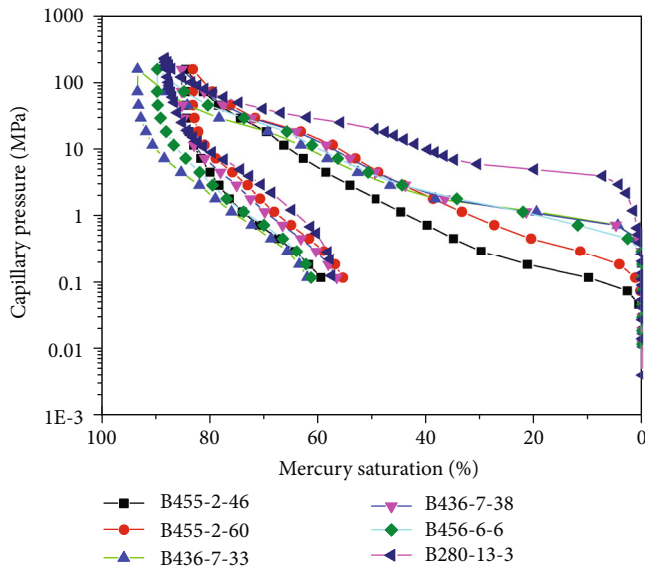 1000
100
10
1
0.1
0.01
1E-3
Capillary pressure (MPa)
100
80
60
40
20
0
Mercury saturation (%)
B455-2-46
B455-2-60
B436-7-33
B436-7-38
B456-6-6
B280-13-3